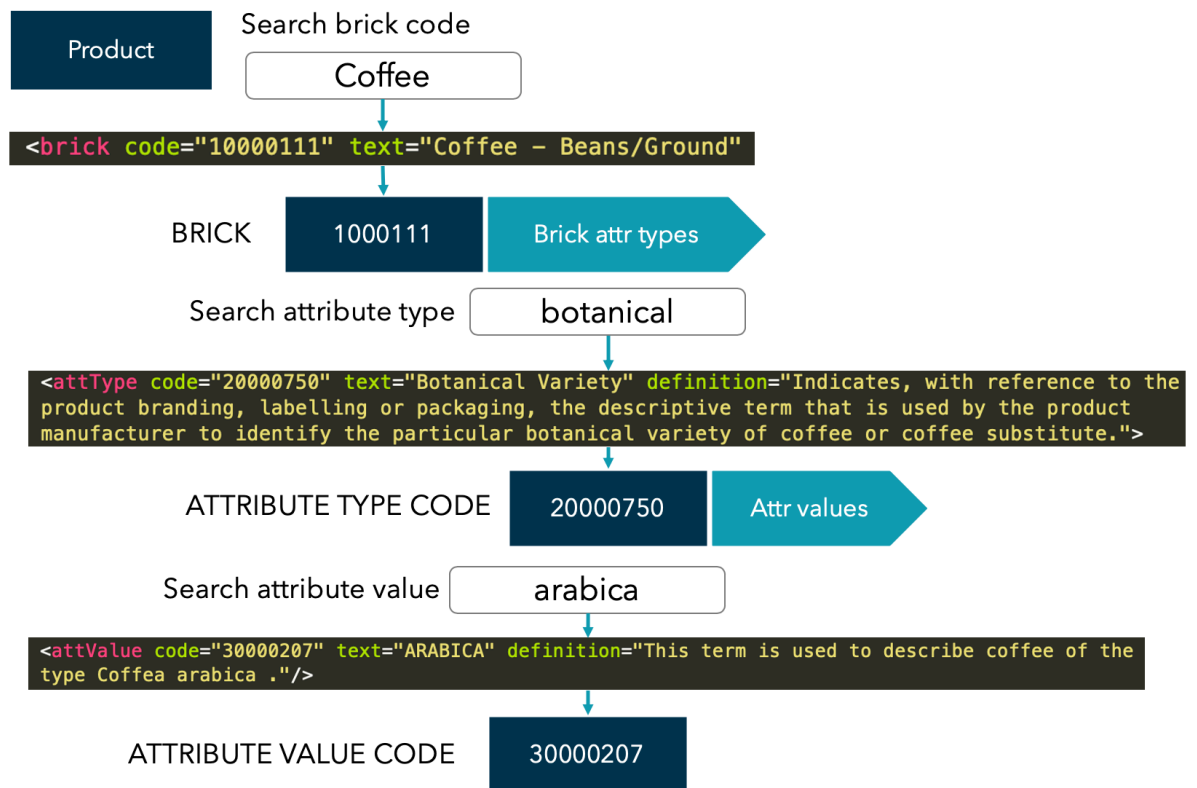 Product
Search brick code
Coffee
<brick code="10000111" text="Coffee – Beans/Ground"
BRICK
1000111
Brick attr types
Search attribute type
botanical
<attType code="20000750" text="Botanical Variety" definition="Indicates, with reference to the
product branding, labelling or packaging, the descriptive term that is used by the product
manufacturer to identify the particular botanical variety of coffee or coffee substitute.">
ATTRIBUTE TYPE CODE
20000750
Attr values
Search attribute value
arabica
<attValue code="30000207" text="ARABICA" definition="This term is used to describe coffee of the
type Coffea arabica ."/>
ATTRIBUTE VALUE CODE
30000207